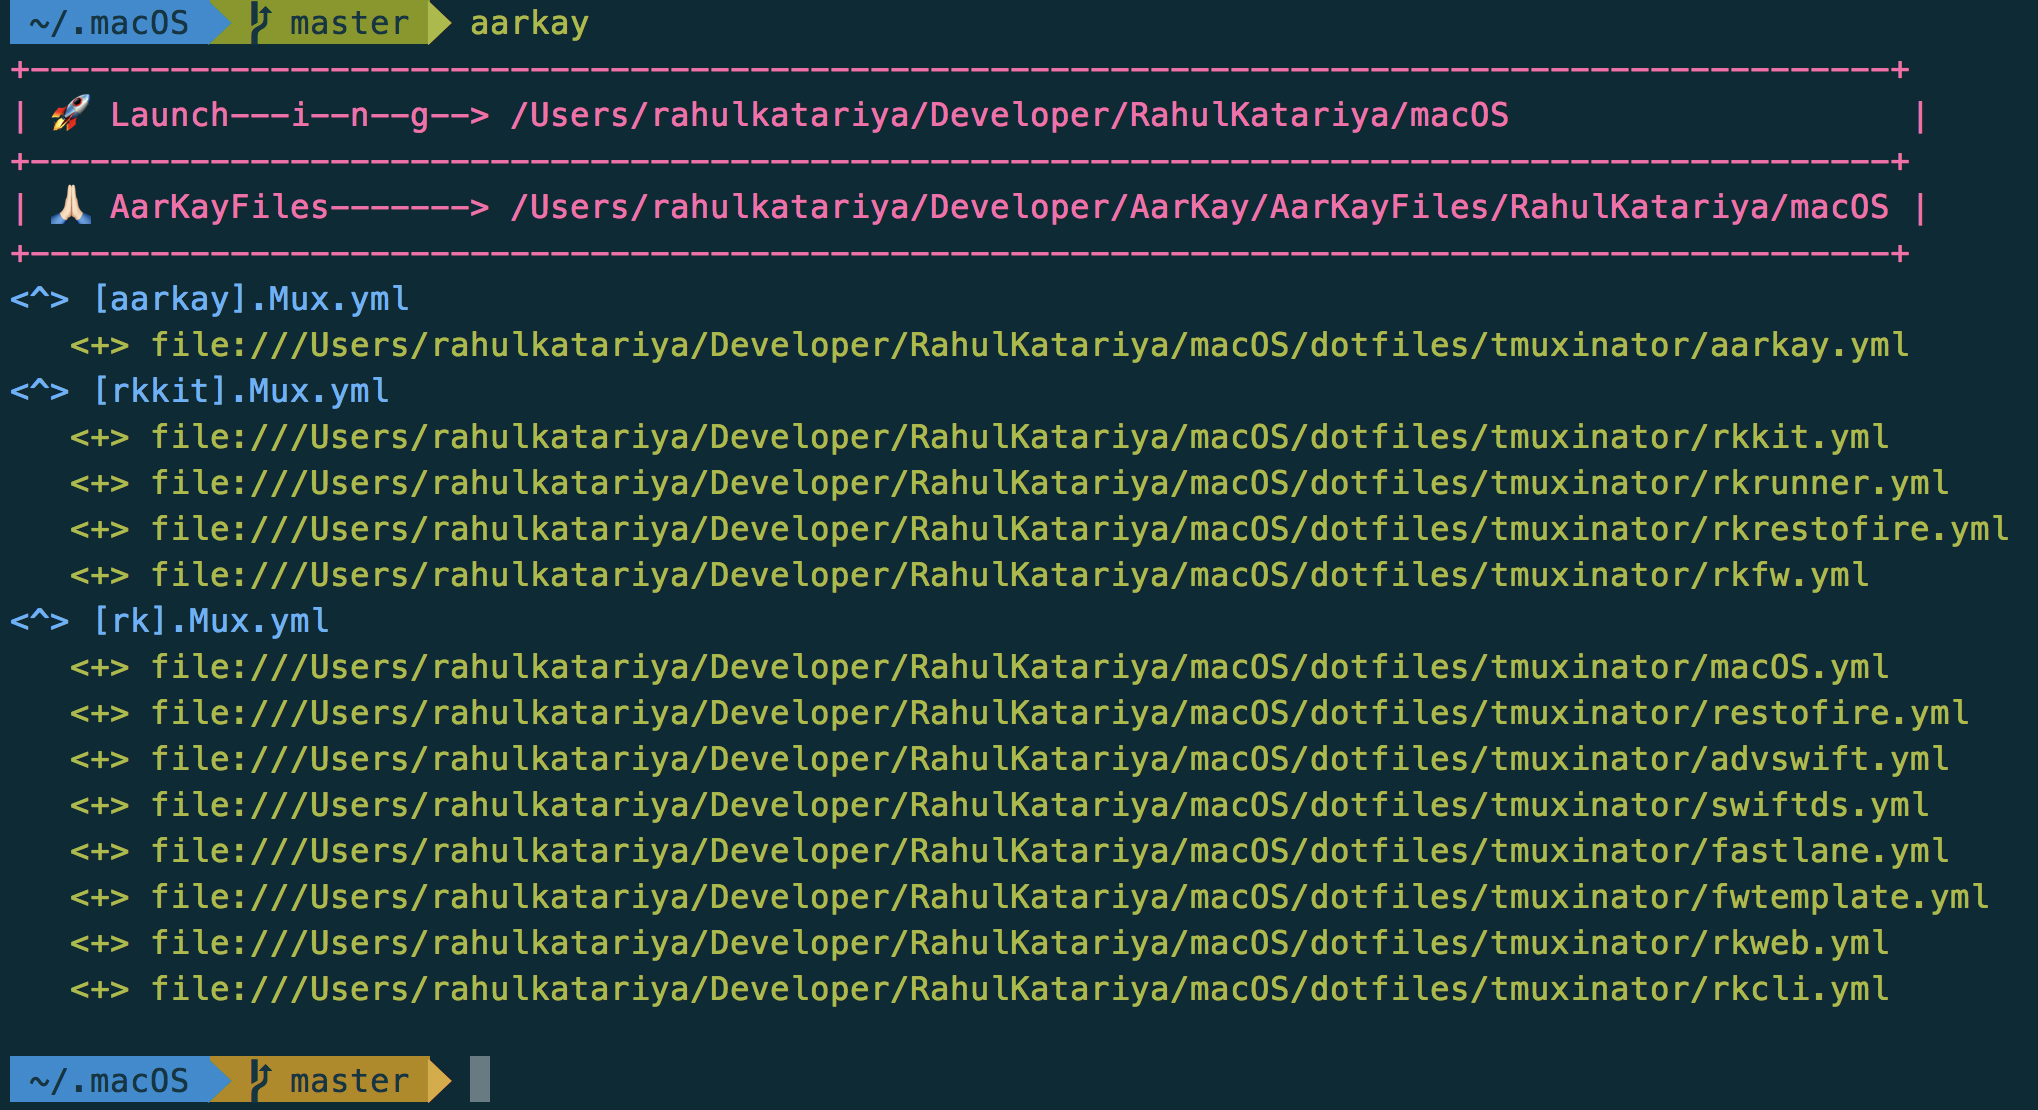 ~/.macOS master aarkay
+---------------------------------------------------------------------------------------------+
| 🚀 Launch---i--n--g--> /Users/rahulkatariya/Developer/RahulKatariya/macOS |
+---------------------------------------------------------------------------------------------+
| 🙏🏻 AarKayFiles-------> /Users/rahulkatariya/Developer/AarKay/AarKayFiles/RahulKatariya/macOS |
+---------------------------------------------------------------------------------------------+
<^> [aarkay].Mux.yml
   <+> file:///Users/rahulkatariya/Developer/RahulKatariya/macOS/dotfiles/tmuxinator/aarkay.yml
<^> [rkkit].Mux.yml
   <+> file:///Users/rahulkatariya/Developer/RahulKatariya/macOS/dotfiles/tmuxinator/rkkit.yml
   <+> file:///Users/rahulkatariya/Developer/RahulKatariya/macOS/dotfiles/tmuxinator/rkrunner.yml
   <+> file:///Users/rahulkatariya/Developer/RahulKatariya/macOS/dotfiles/tmuxinator/rkrestofire.yml
   <+> file:///Users/rahulkatariya/Developer/RahulKatariya/macOS/dotfiles/tmuxinator/rkfw.yml
<^> [rk].Mux.yml
   <+> file:///Users/rahulkatariya/Developer/RahulKatariya/macOS/dotfiles/tmuxinator/macOS.yml
   <+> file:///Users/rahulkatariya/Developer/RahulKatariya/macOS/dotfiles/tmuxinator/restofire.yml
   <+> file:///Users/rahulkatariya/Developer/RahulKatariya/macOS/dotfiles/tmuxinator/advswift.yml
   <+> file:///Users/rahulkatariya/Developer/RahulKatariya/macOS/dotfiles/tmuxinator/swiftds.yml
   <+> file:///Users/rahulkatariya/Developer/RahulKatariya/macOS/dotfiles/tmuxinator/fastlane.yml
   <+> file:///Users/rahulkatariya/Developer/RahulKatariya/macOS/dotfiles/tmuxinator/fwtemplate.yml
   <+> file:///Users/rahulkatariya/Developer/RahulKatariya/macOS/dotfiles/tmuxinator/rkweb.yml
   <+> file:///Users/rahulkatariya/Developer/RahulKatariya/macOS/dotfiles/tmuxinator/rkcli.yml
~/.macOS master